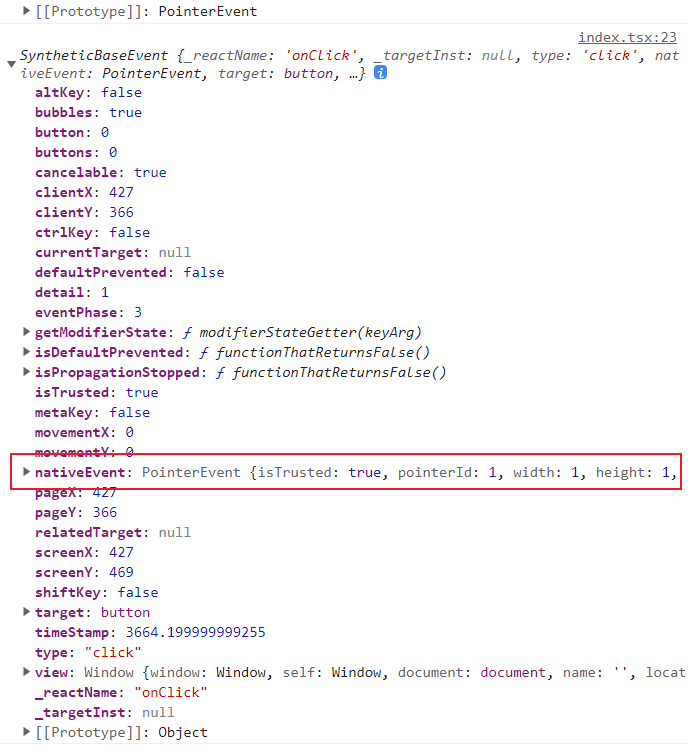 [[Prototype]]: PointerEvent
index.tsx:23
SyntheticBaseEvent {_reactName: 'onClick', _targetInst: null, type: 'click', nat
iveEvent: PointerEvent, target: button, …}
altKey: false
bubbles: true
button: 0
buttons: 0
cancelable: true
clientX: 427
clientY: 366
ctrlKey: false
currentTarget: null
defaultPrevented: false
detail: 1
eventPhase: 3
getModifierState: ƒ modifierStateGetter(keyArg)
isDefaultPrevented: ƒ functionThatReturnsFalse()
isPropagationStopped: ƒ functionThatReturnsFalse()
isTrusted: true
metaKey: false
movementX: 0
movementY: 0
nativeEvent: PointerEvent {isTrusted: true, pointerId: 1, width: 1, height: 1,
pageX: 427
pageY: 366
relatedTarget: null
screenX: 427
screenY: 469
shiftKey: false
target: button
timeStamp: 3664.199999999255
type: "click"
view: Window {window: Window, self: Window, document: document, name: '', locat
_reactName: "onClick"
_targetInst: null
[[Prototype]]: Object